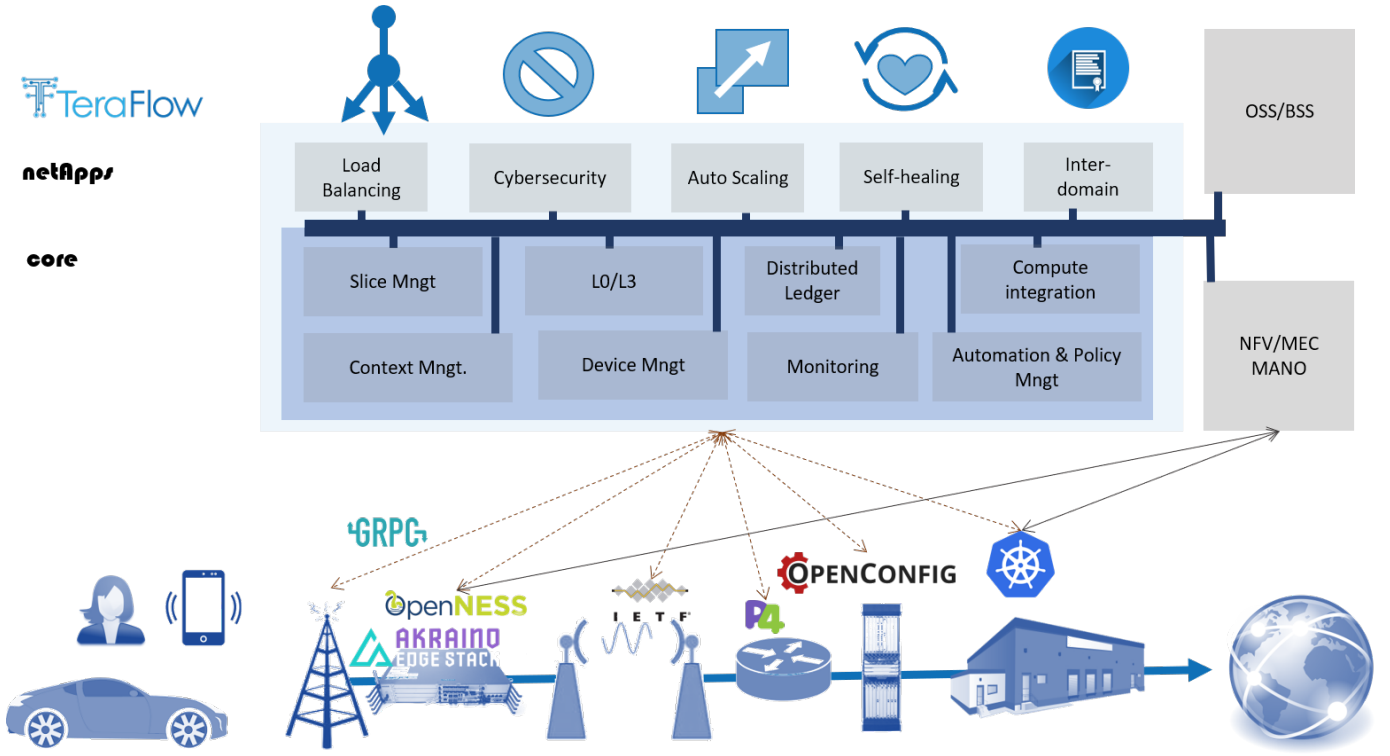 TeraFlow
OSS/BSS
netApps
Load
Balancing
Cybersecurity
Auto Scaling
Self-healing
Inter-
domain
core
Slice Mngt
L0/L3
Distributed
Ledger
Compute
integration
Context Mngt.
Device Mngt
Monitoring
Automation & Policy
Mngt
NFV/MEC
MANO
GRPC
OPENCONFIG
OpenNESS
IETF
P4
AKRAINO
EDGE STACK